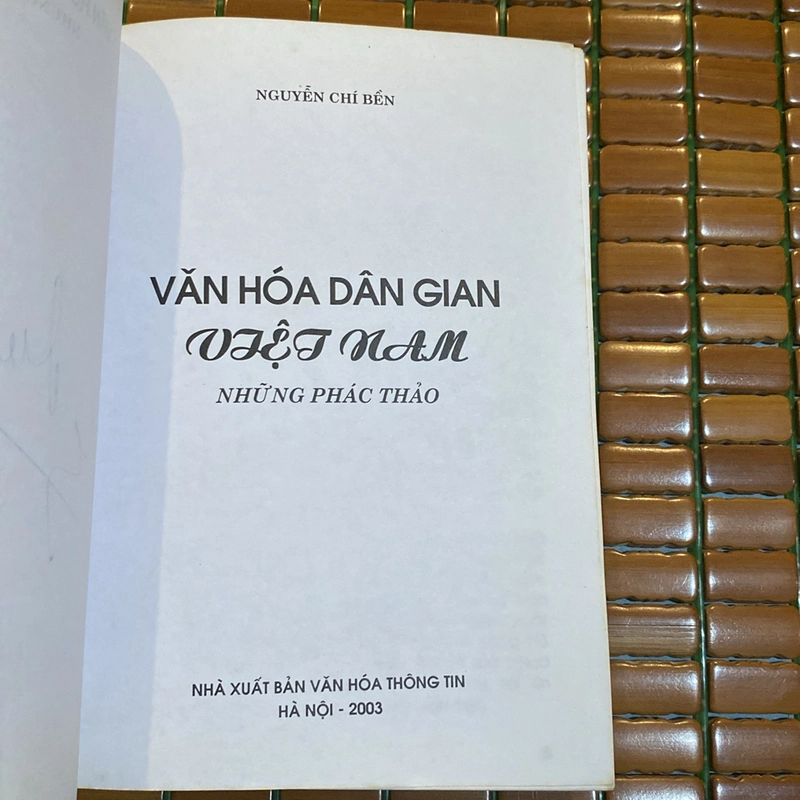 NGUYỄN CHÍ BỀN
VĂN HÓA DÂN GIAN
VIỆT NAM
NHỮNG PHÁC THẢO
NHÀ XUẤT BẢN VĂN HÓA THÔNG TIN
HÀ NỘI - 2003